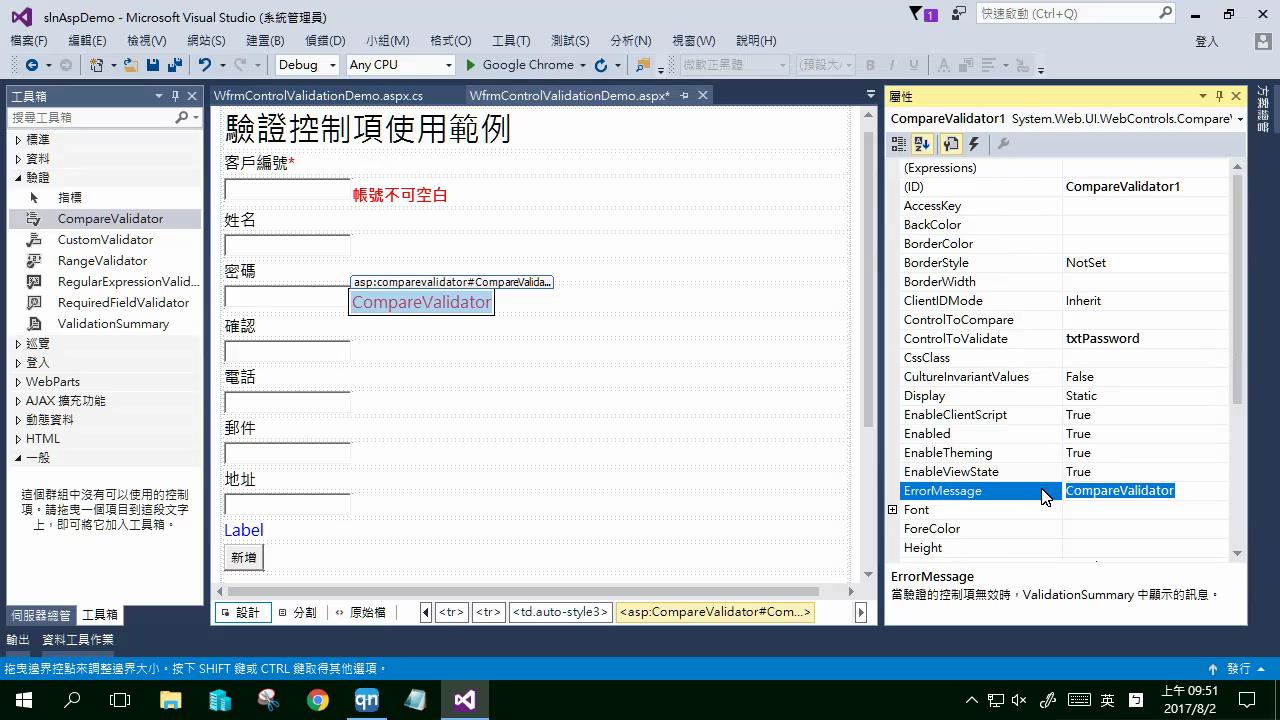 slnAspDemo - Microsoft Visual Studio (系統管理員)
1
快速啟動 (Ctrl+Q)
檔案(F) 編輯(E) 檢視(V) 網站(S) 建置(B) 偵錯(D) 小組(M) 格式(O) 工具(T) 測試(S) 分析(N) 視窗(W) 說明(H)
登入
Debug Any CPU Google Chrome 微軟正黑體 (預設大/ B I U A
工具箱
搜尋工具箱
標準
資料
驗證
指標
CompareValidator
CustomValidator
RangeValidator
RegularExpressionValid...
RequiredFieldValidator
ValidationSummary
巡覽
登入
WebParts
AJAX 擴充功能
動態資料
HTML
一般
這個群組中沒有可以使用的控制
項。請拖曳一個項目到這段文字
上，即可將它加入工具箱。
伺服器總管 工具箱
WfrmControlValidationDemo.aspx.cs WfrmControlValidationDemo.aspx*
驗證控制項使用範例
客戶編號*
帳號不可空白
姓名
密碼
asp:comparevalidator#CompareValida...
CompareValidator
確認
電話
郵件
地址
Label
新增
設計 分割 原始檔 <tr> <tr> <td.auto-style3> <asp:CompareValidator#Com...>
屬性
CompareValidator1 System.Web.UI.WebControls.Compare
(Expressions)
(ID) CompareValidator1
AccessKey
BackColor
BorderColor
BorderStyle NotSet
BorderWidth
ClientIDMode Inherit
ControlToCompare
ControlToValidate txtPassword
CssClass
CultureInvariantValues False
Display Static
EnableClientScript True
Enabled True
EnableTheming True
EnableViewState True
ErrorMessage CompareValidator
Font
ForeColor
Height
ErrorMessage
當驗證的控制項無效時，ValidationSummary 中顯示的訊息。
方案總管
輸出 資料工具作業
拖曳邊界控點來調整邊界大小。按下 SHIFT 鍵或 CTRL 鍵取得其他選項。
發行
qn
英
上午 09:51
2017/8/2